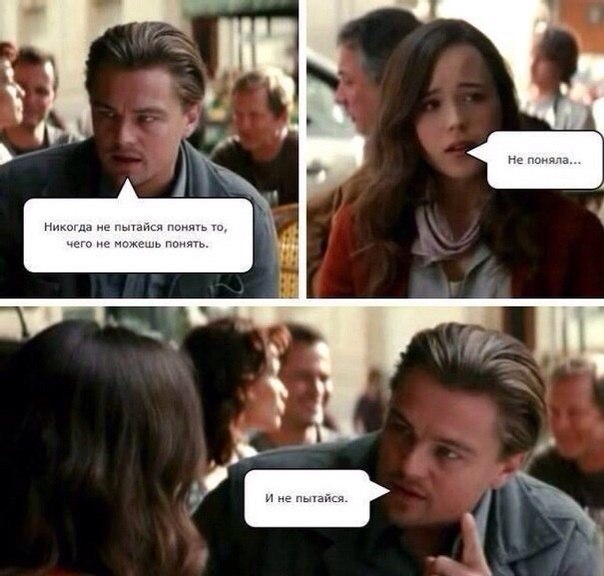 Никогда не пытайся понять то,
чего не можешь понять.
Не поняла...
И не пытайся.